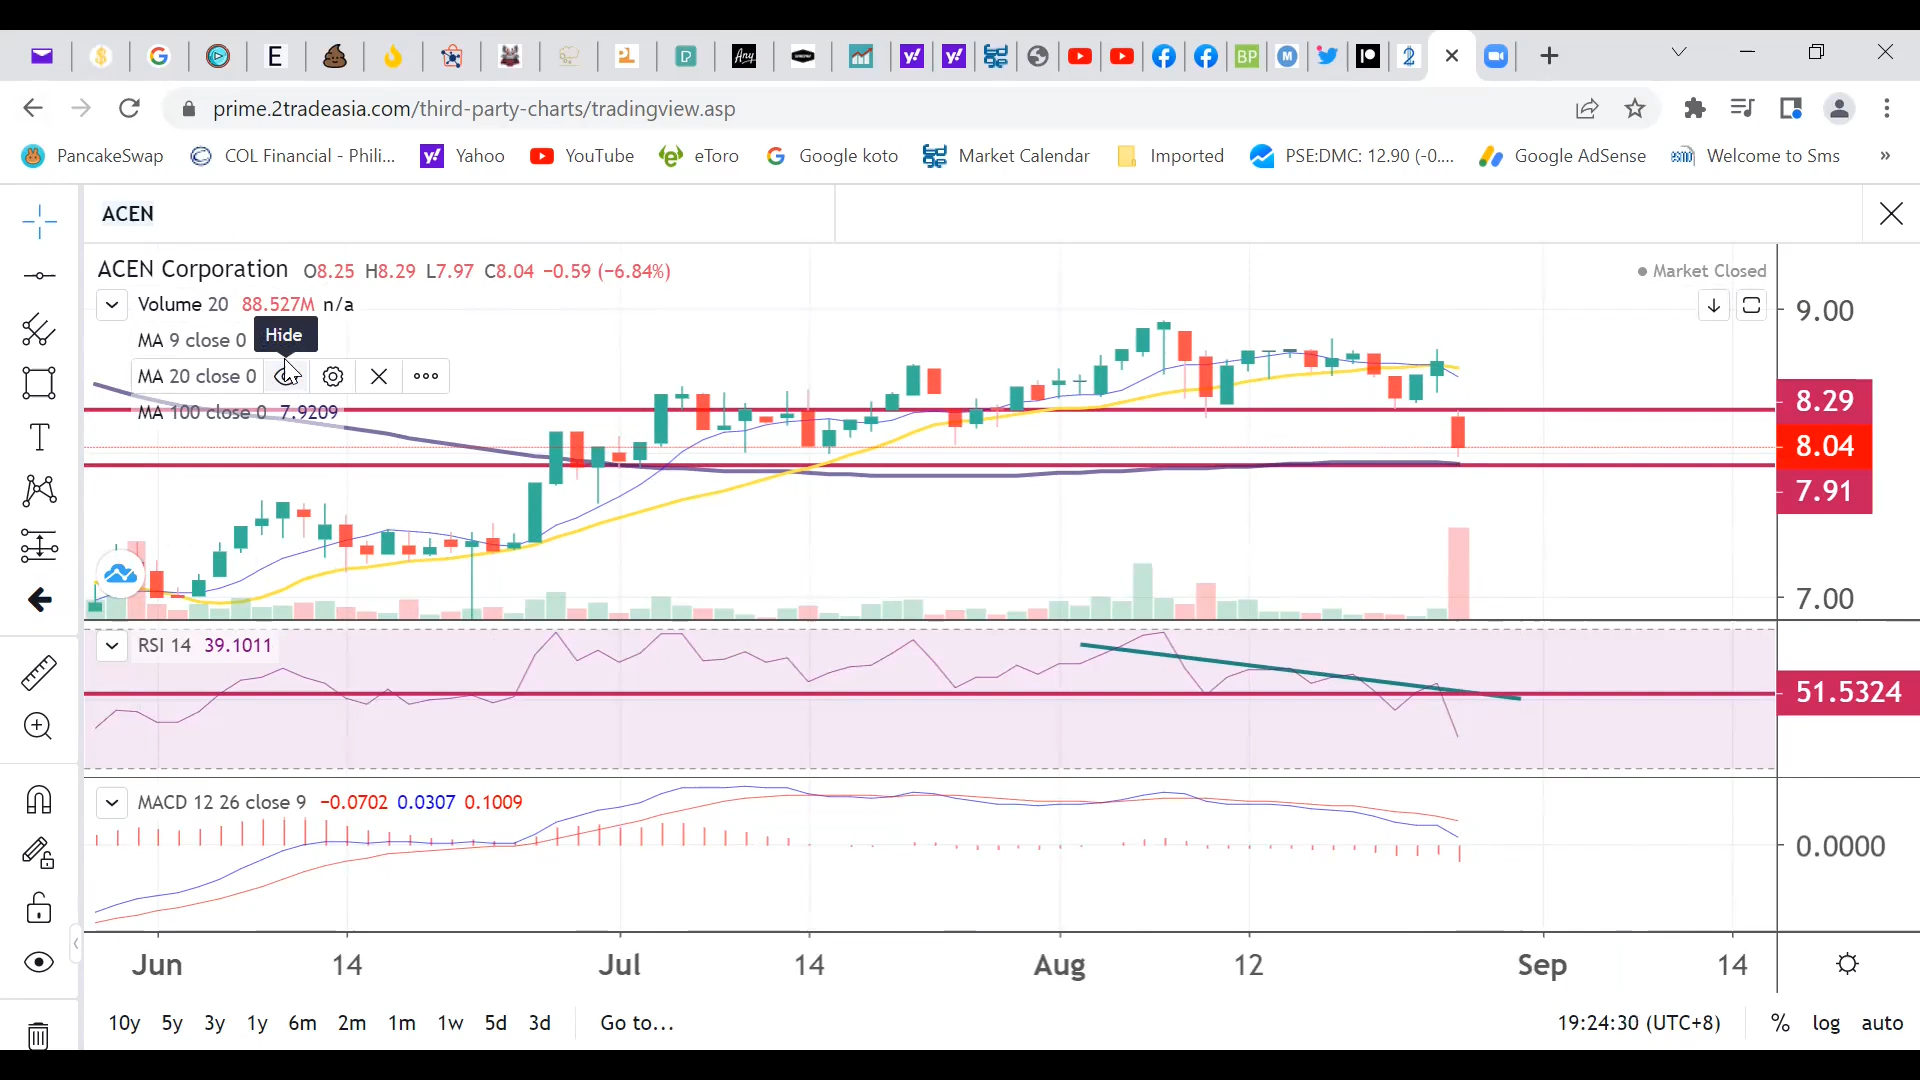 E
Any
BP
M
prime.2tradeasia.com/third-party-charts/tradingview.asp
PancakeSwap
COL Financial - Phili...
Yahoo
YouTube
eToro
Google koto
Market Calendar
Imported
PSE:DMC: 12.90 (-0....
Google AdSense
Welcome to Sms
»
ACEN
ACEN Corporation O8.25 H8.29 L7.97 C8.04 −0.59 (−6.84%)
Market Closed
Volume 20 88.527M n/a
MA 9 close 0
Hide
MA 20 close 0
MA 100 close 0 7.9209
9.00
8.29
8.04
7.91
7.00
RSI 14 39.1011
51.5324
MACD 12 26 close 9 −0.0702 0.0307 0.1009
0.0000
Jun 14 Jul 14 Aug 12 Sep 14
10y 5y 3y 1y 6m 2m 1m 1w 5d 3d Go to...
19:24:30 (UTC+8) % log auto